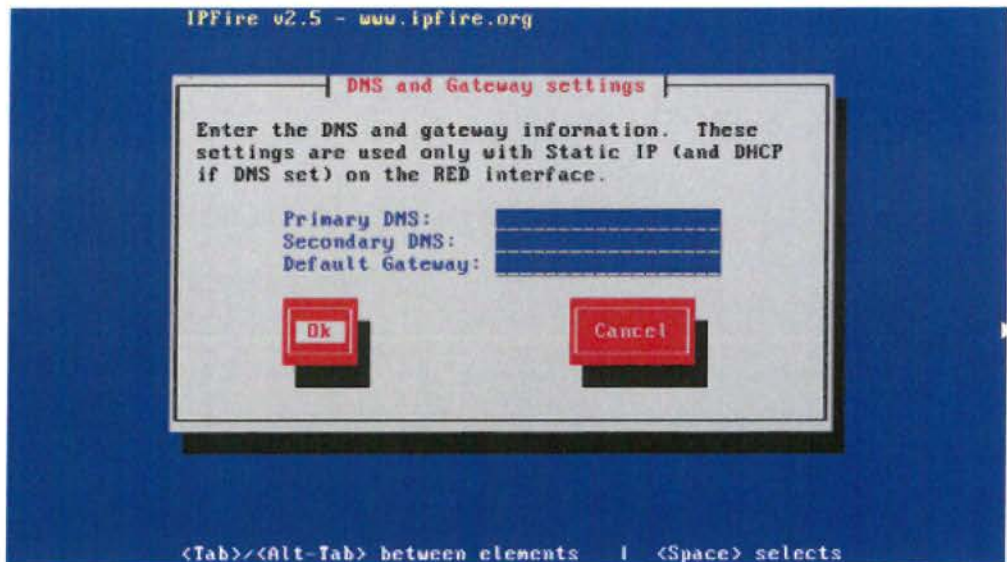 IPFire v2.5 - www.ipfire.org
DNS and Gateway settings
Enter the DNS and gateway information. These
settings are used only with Static IP (and DHCP
if DNS set) on the RED interface.
Primary DNS:
Secondary DNS:
Default Gateway:
Ok Cancel
<Tab>/<Alt-Tab> between elements | <Space> selects